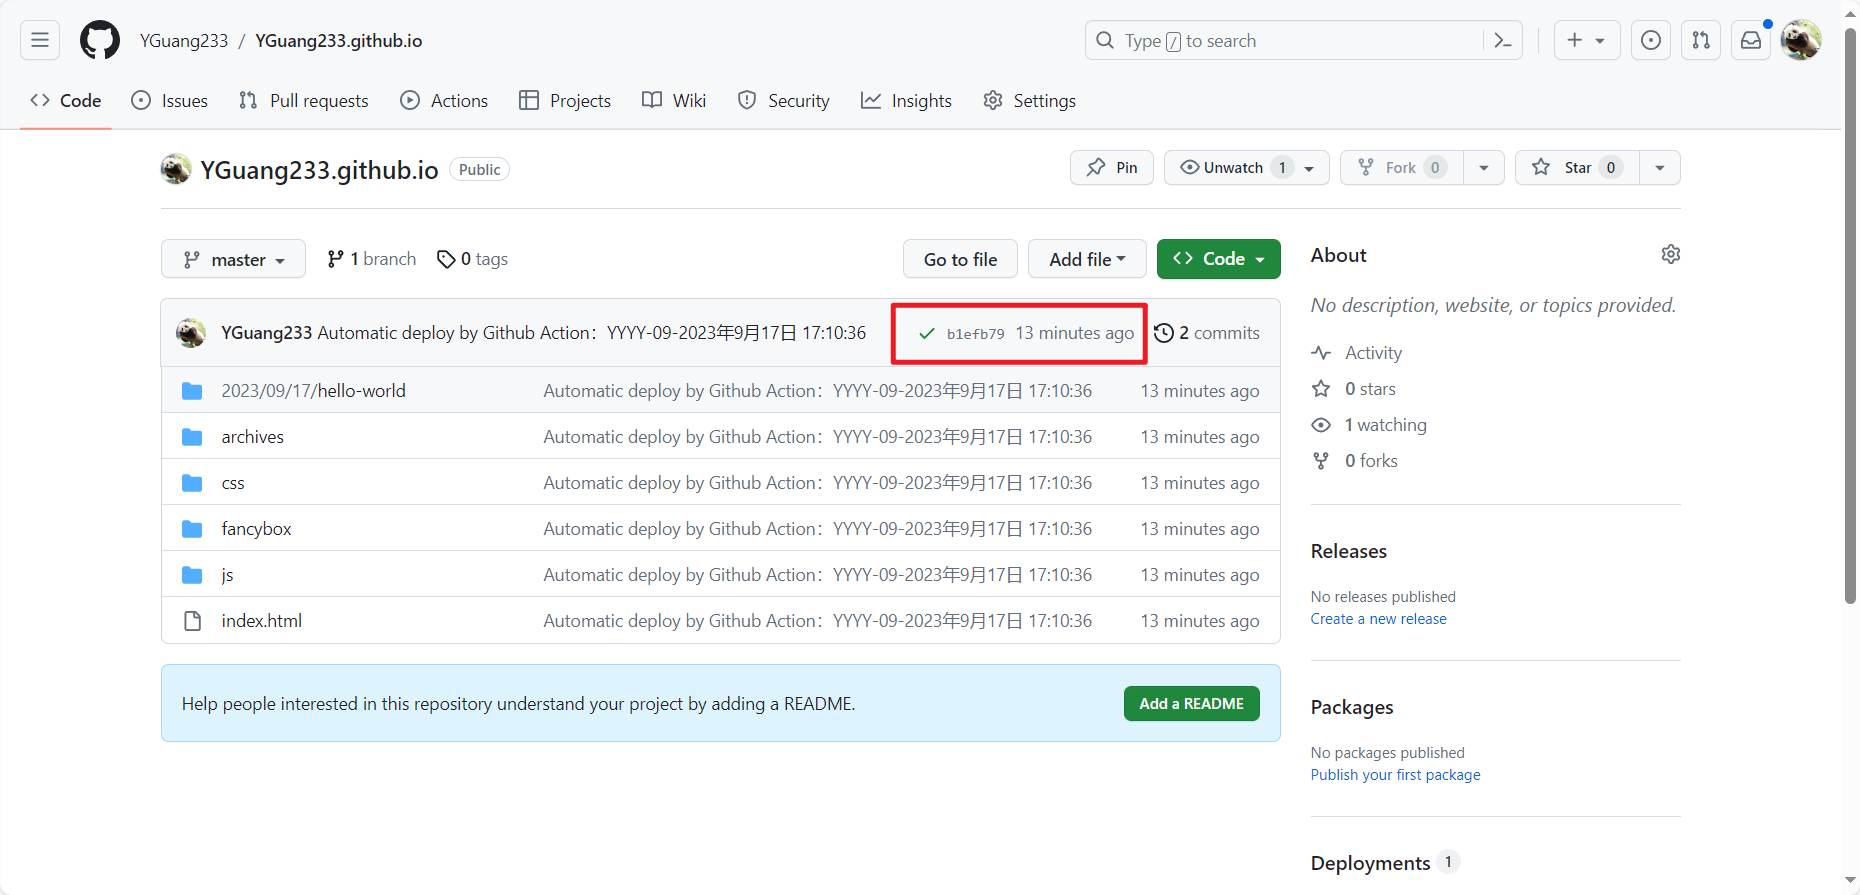 YGuang233 / YGuang233.github.io
Type / to search
Code Issues Pull requests Actions Projects Wiki Security Insights Settings
YGuang233.github.io Public
Pin Unwatch 1 Fork 0 Star 0
master 1 branch 0 tags Go to file Add file Code
YGuang233 Automatic deploy by Github Action：YYYY-09-2023年9月17日 17:10:36 b1efb79 13 minutes ago 2 commits
2023/09/17/hello-world Automatic deploy by Github Action：YYYY-09-2023年9月17日 17:10:36 13 minutes ago
archives Automatic deploy by Github Action：YYYY-09-2023年9月17日 17:10:36 13 minutes ago
css Automatic deploy by Github Action：YYYY-09-2023年9月17日 17:10:36 13 minutes ago
fancybox Automatic deploy by Github Action：YYYY-09-2023年9月17日 17:10:36 13 minutes ago
js Automatic deploy by Github Action：YYYY-09-2023年9月17日 17:10:36 13 minutes ago
index.html Automatic deploy by Github Action：YYYY-09-2023年9月17日 17:10:36 13 minutes ago
Help people interested in this repository understand your project by adding a README. Add a README
About
No description, website, or topics provided.
Activity
0 stars
1 watching
0 forks
Releases
No releases published
Create a new release
Packages
No packages published
Publish your first package
Deployments 1